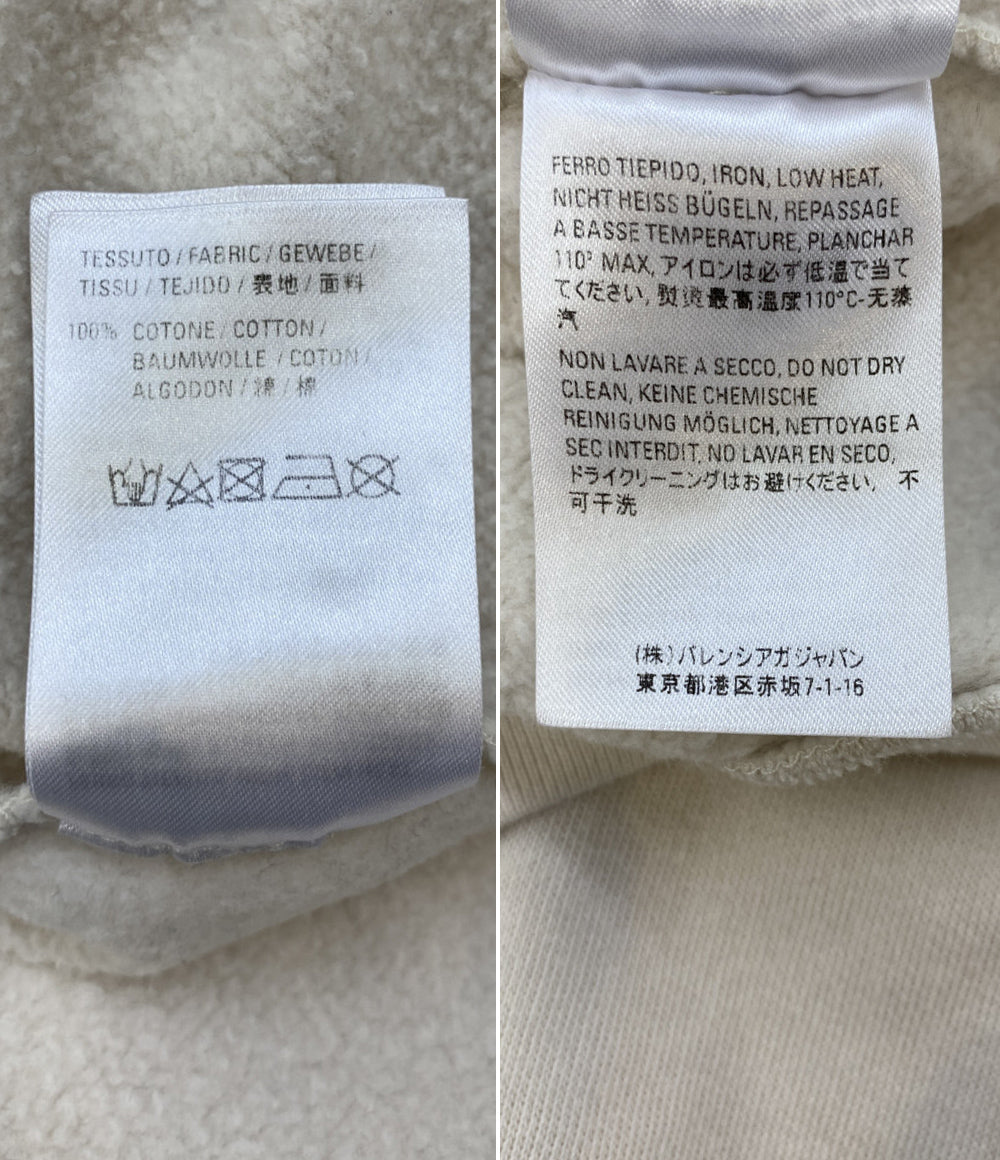 TESSUTO / FABRIC / GEWEBE /
TISSU / TEJIDO / 表地 / 面料
100% COTONE / COTTON /
BAUMWOLLE / COTON /
ALGODON / 綿 / 棉
FERRO TIEPIDO, IRON, LOW HEAT,
NICHT HEISS BÜGELN, REPASSAGE
A BASSE TEMPERATURE, PLANCHAR
110° MAX, アイロンは必ず低温で当て
てください, 熨烫最高温度110°C-无蒸
汽
NON LAVARE A SECCO, DO NOT DRY
CLEAN, KEINE CHEMISCHE
REINIGUNG MÖGLICH, NETTOYAGE A
SEC INTERDIT, NO LAVAR EN SECO,
ドライクリーニングはお避けください, 不
可干洗
(株)バレンシアガジャパン
東京都港区赤坂7-1-16